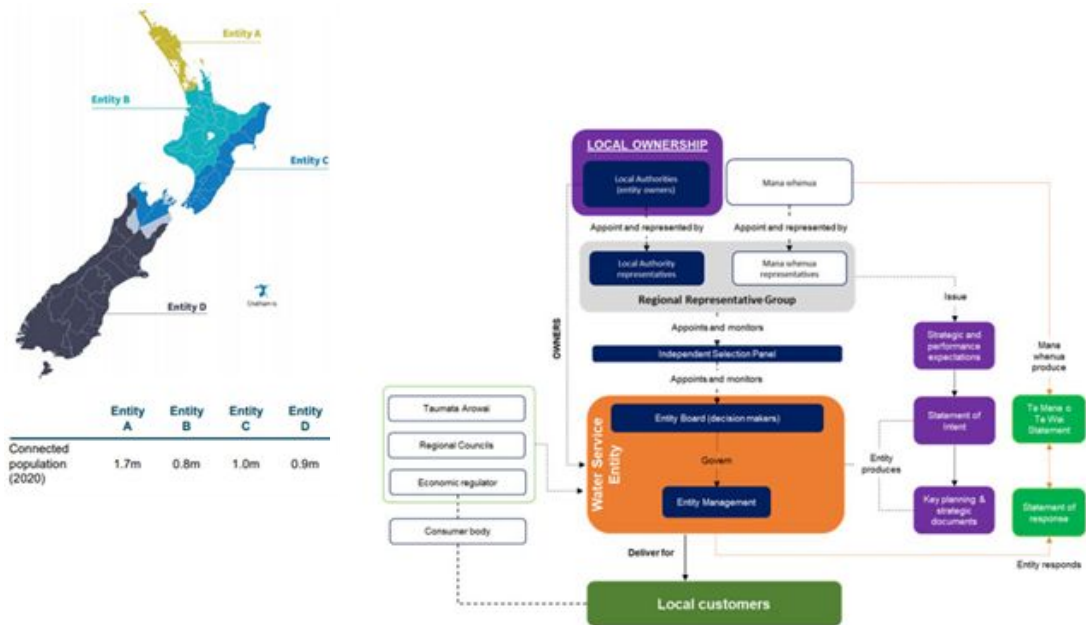 Entity A
Entity B
Entity C
Entity D
Chatham Is
Entity
A
Entity
B
Entity
C
Entity
D
Connected
population
(2020)
1.7m
0.8m
1.0m
0.9m
LOCAL OWNERSHIP
Local Authorities
(entity owners)
Mana whenua
Appoint and represented by
Appoint and represented by
Local Authority
representatives
Mana whenua
representatives
Regional Representative Group
Issue
OWNERS
Appoints and monitors
Independent Selection Panel
Appoints and monitors
Strategic and
performance
expectations
Mana
whenua
produce
Taumata Arowai
Regional Councils
Economic regulator
Consumer body
Water Service
Entity
Entity Board (decision makers)
Govern
Entity Management
Statement of
Intent
Entity
produces
Key planning &
strategic
documents
Te Mana o
Te Wai
Statement
Statement of
response
Entity responds
Deliver for
Local customers